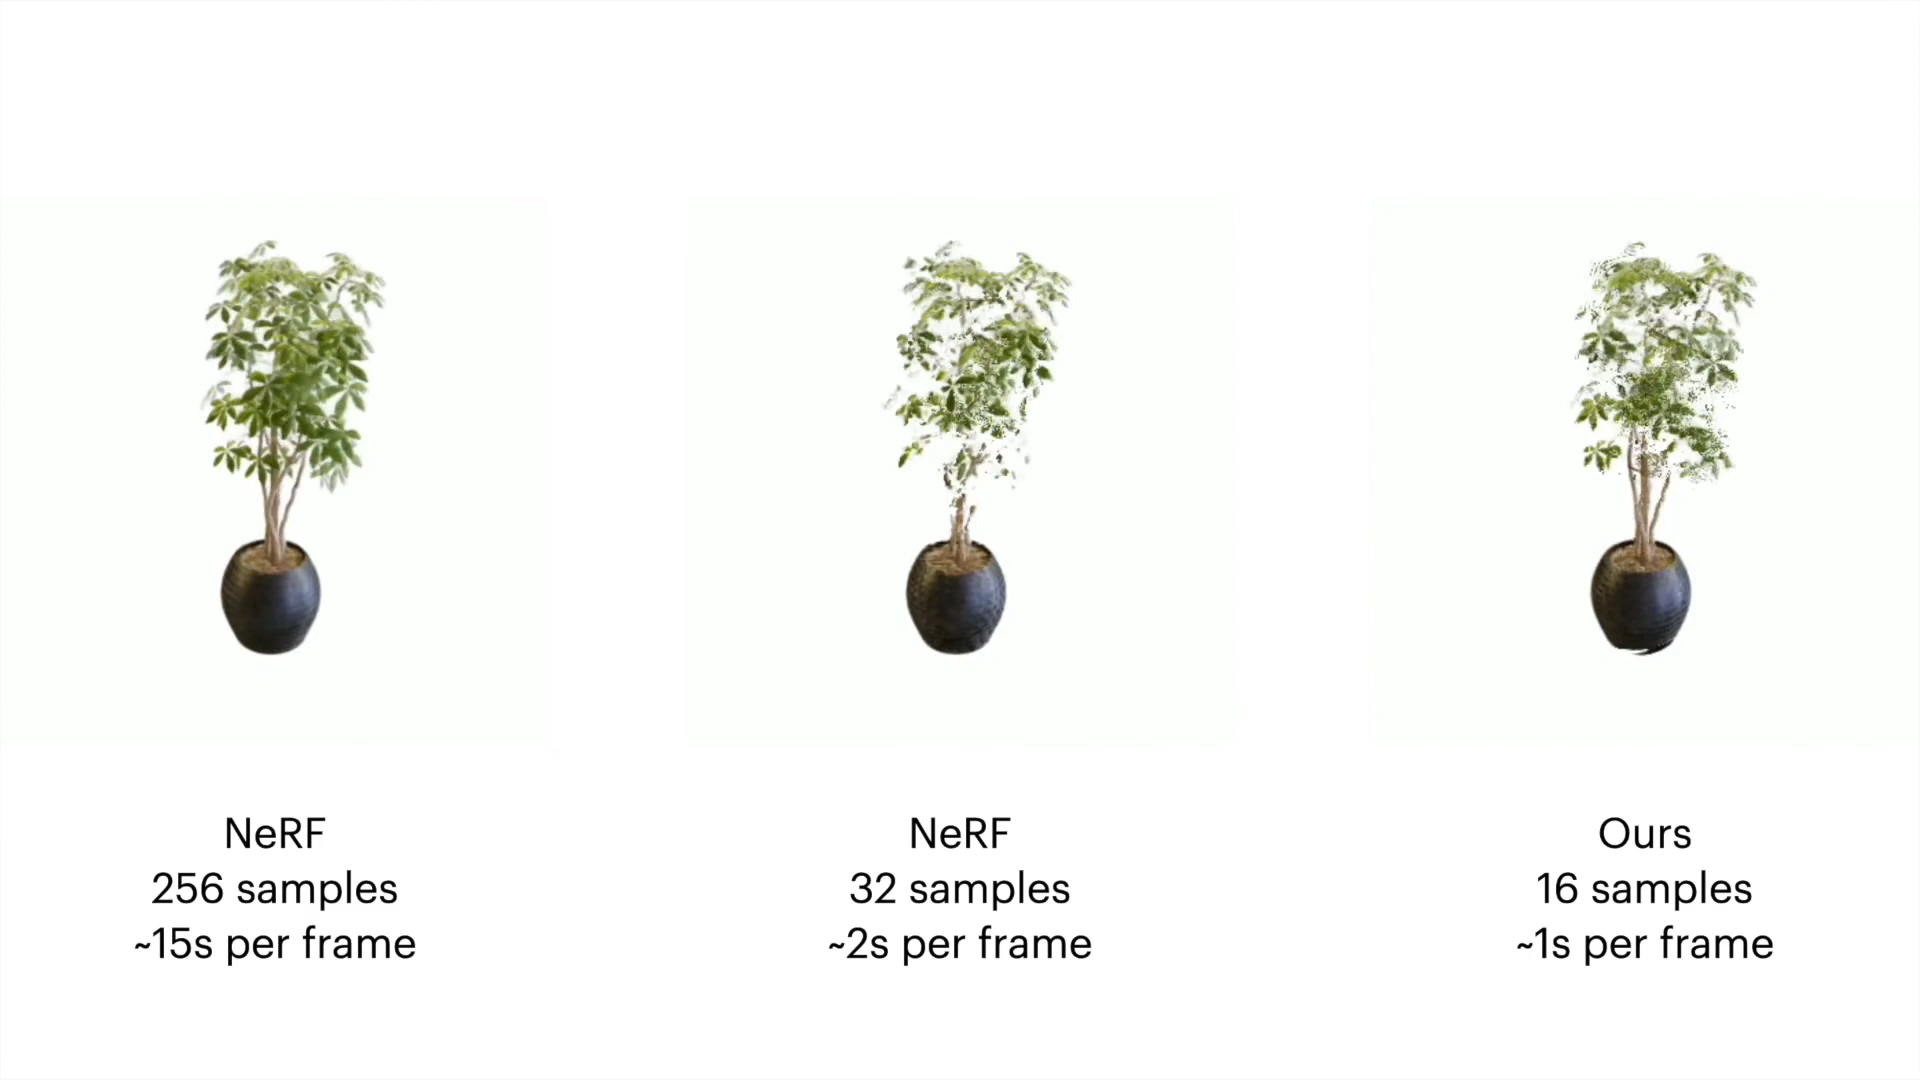 NeRF
256 samples
~15s per frame
NeRF
32 samples
~2s per frame
Ours
16 samples
~1s per frame